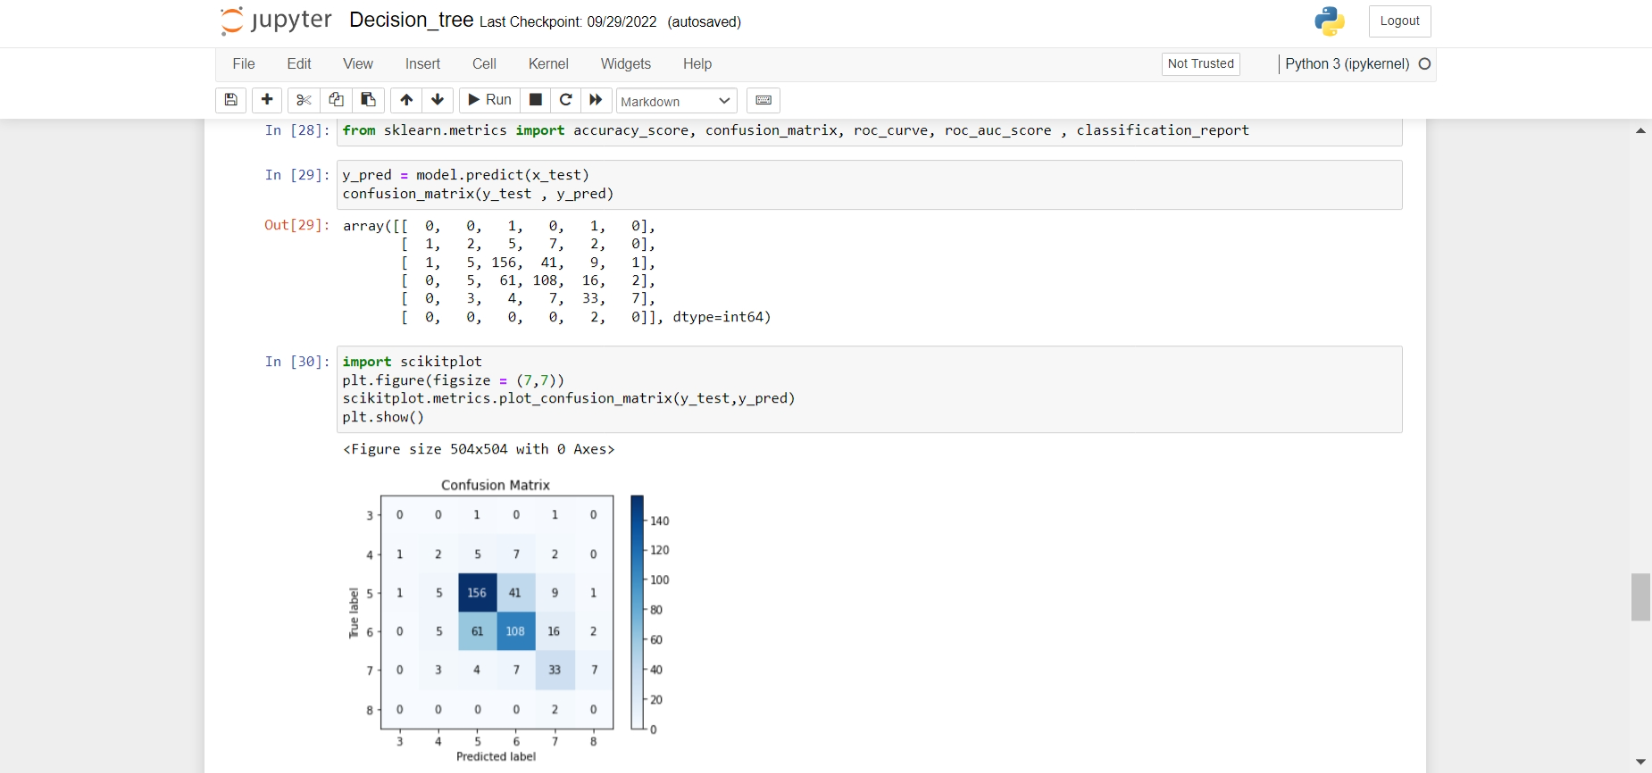 jupyter Decision_tree Last Checkpoint: 09/29/2022 (autosaved) Logout
File Edit View Insert Cell Kernel Widgets Help Not Trusted Python 3 (ipykernel)
Run Markdown
In [28]: from sklearn.metrics import accuracy_score, confusion_matrix, roc_curve, roc_auc_score , classification_report
In [29]: y_pred = model.predict(x_test)
confusion_matrix(y_test , y_pred)
Out[29]: array([[ 0, 0, 1, 0, 1, 0],
[ 1, 2, 5, 7, 2, 0],
[ 1, 5, 156, 41, 9, 1],
[ 0, 5, 61, 108, 16, 2],
[ 0, 3, 4, 7, 33, 7],
[ 0, 0, 0, 0, 2, 0]], dtype=int64)
In [30]: import scikitplot
plt.figure(figsize = (7,7))
scikitplot.metrics.plot_confusion_matrix(y_test,y_pred)
plt.show()
<Figure size 504x504 with 0 Axes>
Confusion Matrix
3 0 0 1 0 1 0
140
4 1 2 5 7 2 0
120
100
5 1 5 156 41 9 1
80
6 0 5 61 108 16 2
60
7 0 3 4 7 33 7
40
20
8 0 0 0 0 2 0
0
3 4 5 6 7 8
True label
Predicted label